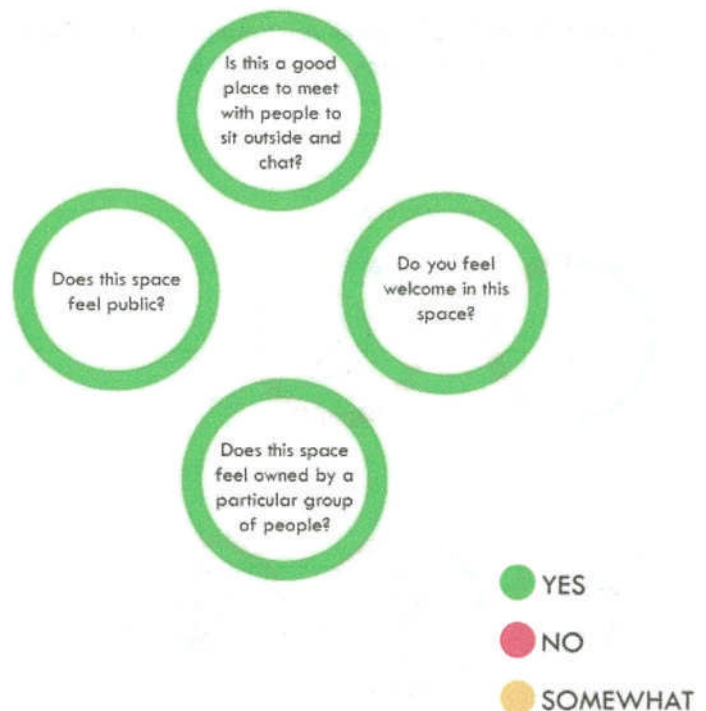 Is this a good
place to meet
with people to
sit outside and
chat?
Does this space
feel public?
Do you feel
welcome in this
space?
Does this space
feel owned by a
particular group
of people?
YES
NO
SOMEWHAT